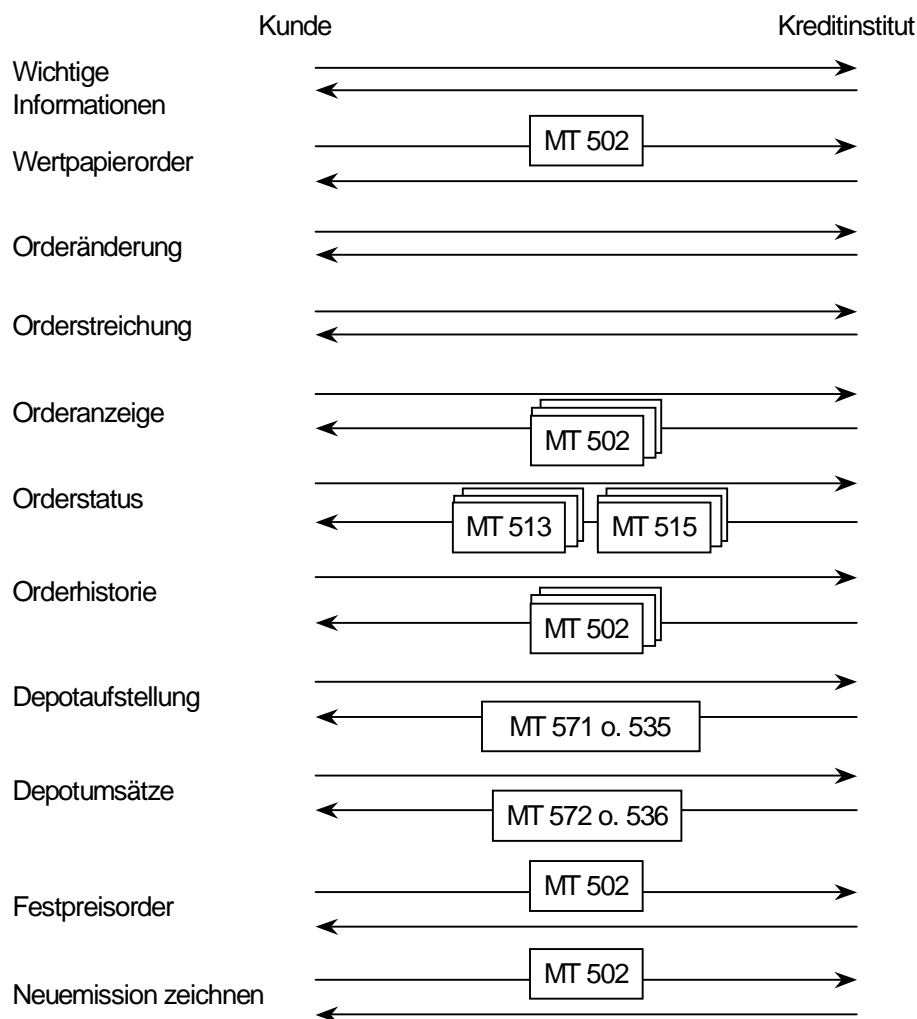 Kunde
Kreditinstitut
Wichtige
Informationen
MT 502
Wertpapierorder
Orderänderung
Orderstreichung
Orderanzeige
MT 502
Orderstatus
MT 513
MT 515
Orderhistorie
MT 502
Depotaufstellung
MT 571 o. 535
Depotumsätze
MT 572 o. 536
MT 502
Festpreisorder
MT 502
Neuemission zeichnen